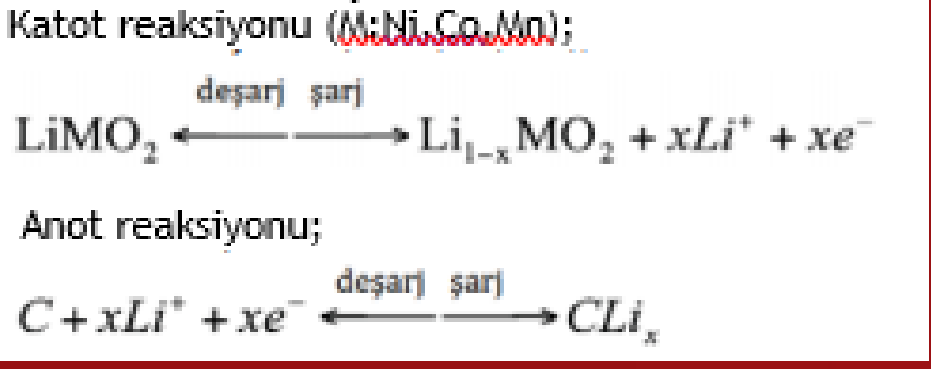 Katot reaksiyonu (M:Ni,Co,Mn);
deşarj şarj
LiMO₂ ⟵⟶ Li₁₋ₓMO₂ + xLi⁺ + xe⁻
Anot reaksiyonu;
deşarj şarj
C + xLi⁺ + xe⁻ ⟵⟶ CLiₓ